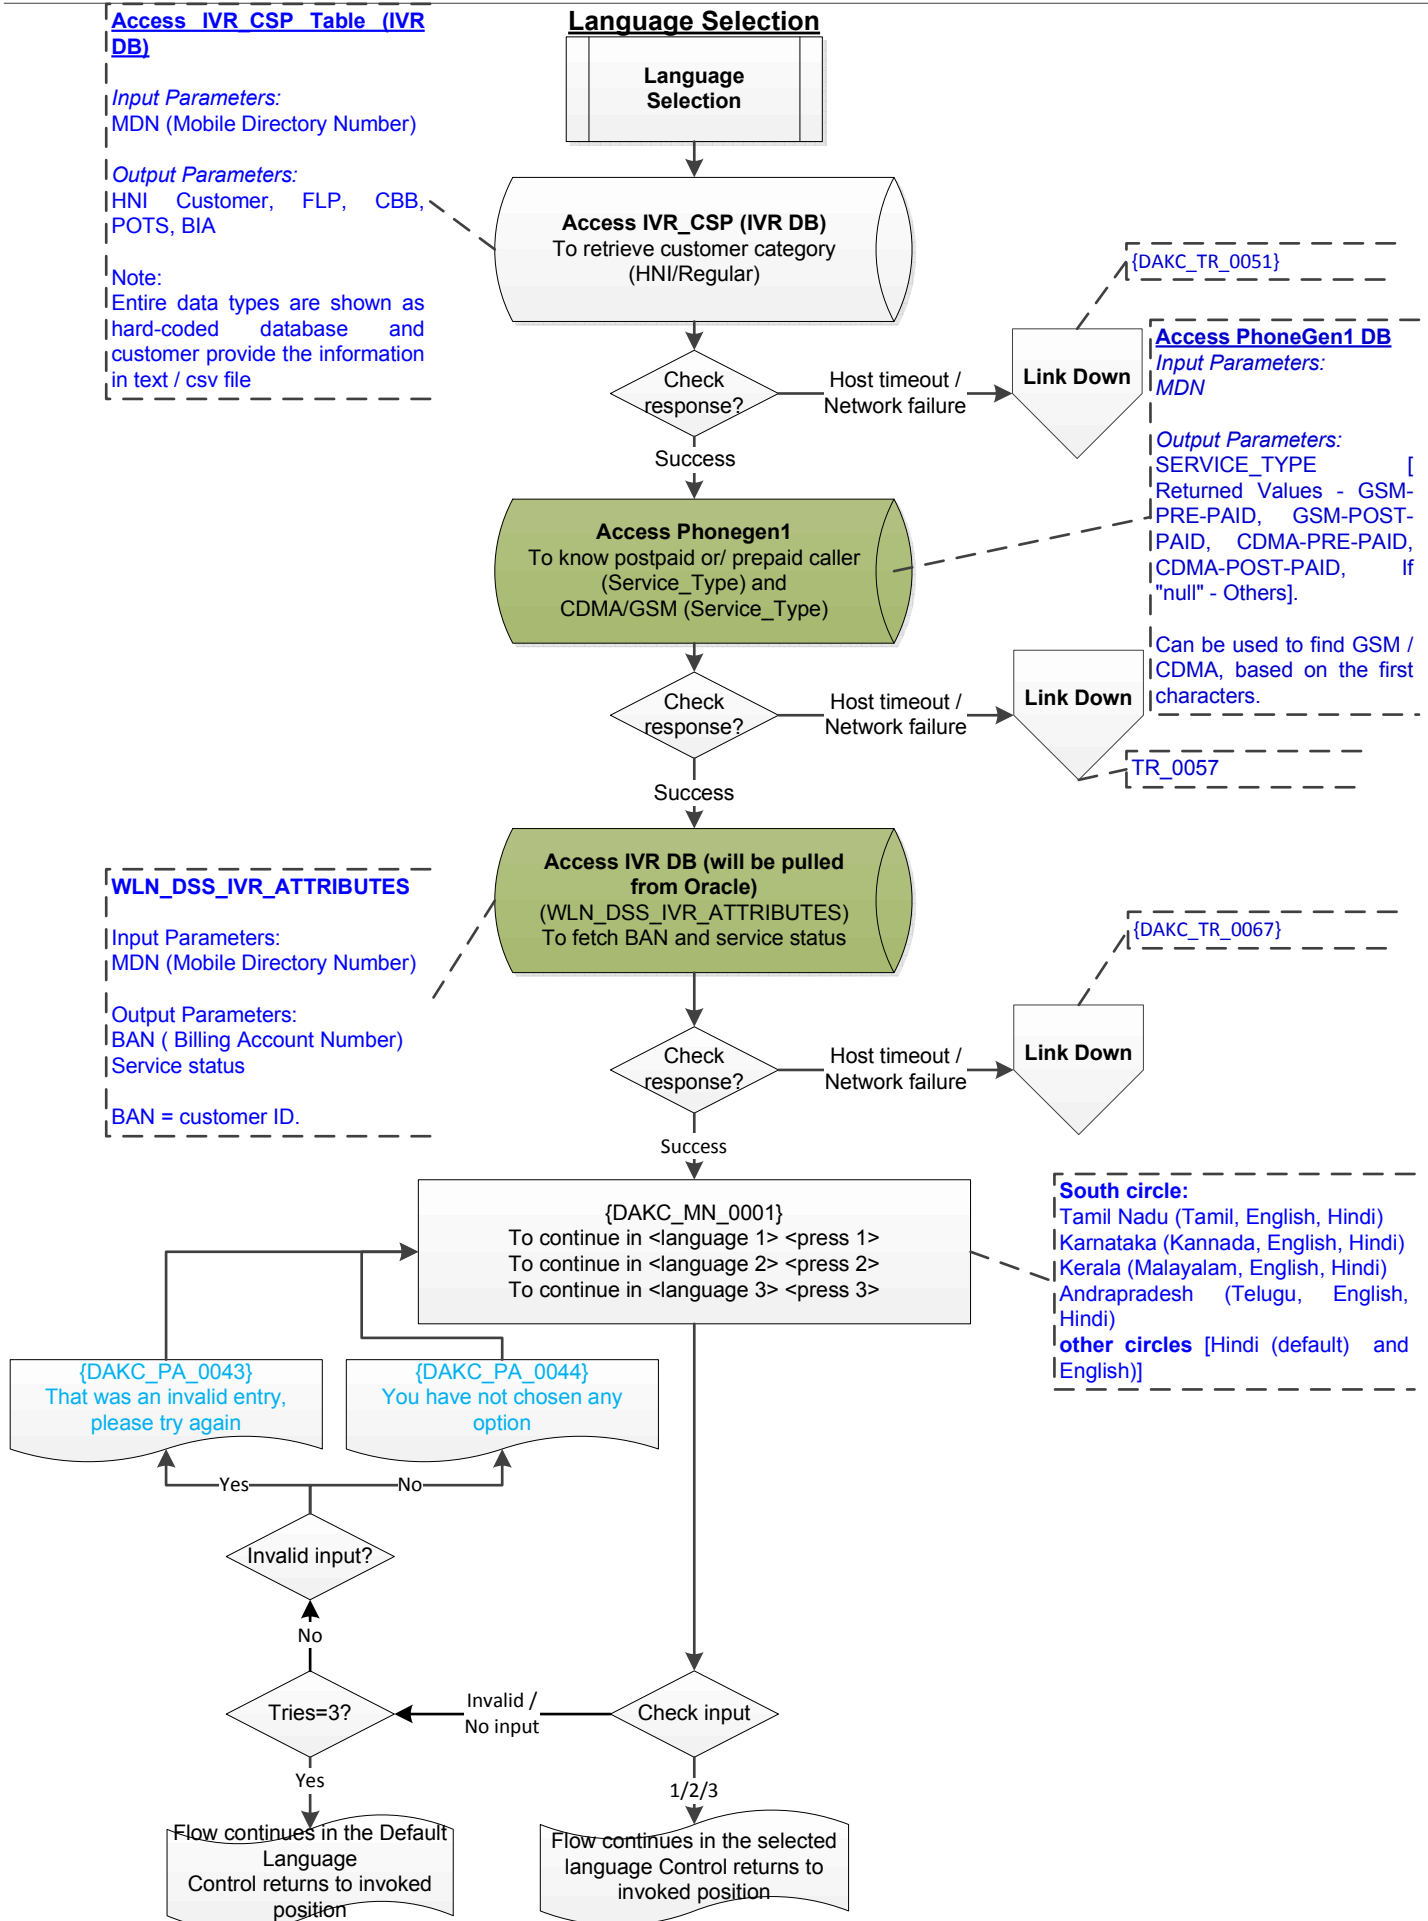 Language Selection
Access IVR_CSP Table (IVR
DB)
Input Parameters:
MDN (Mobile Directory Number)
Output Parameters:
HNI Customer, FLP, CBB,
POTS, BIA
Note:
Entire data types are shown as
hard-coded database and
customer provide the information
in text / csv file
Language
Selection
Access IVR_CSP (IVR DB)
To retrieve customer category
(HNI/Regular)
{DAKC_TR_0051}
Check
response?
Host timeout /
Network failure
Link Down
Success
Access PhoneGen1 DB
Input Parameters:
MDN
Output Parameters:
SERVICE_TYPE [
Returned Values - GSM-
PRE-PAID, GSM-POST-
PAID, CDMA-PRE-PAID,
CDMA-POST-PAID, If
"null" - Others].
Can be used to find GSM /
CDMA, based on the first
characters.
Access Phonegen1
To know postpaid or/ prepaid caller
(Service_Type) and
CDMA/GSM (Service_Type)
Check
response?
Host timeout /
Network failure
Link Down
TR_0057
Success
Access IVR DB (will be pulled
from Oracle)
(WLN_DSS_IVR_ATTRIBUTES)
To fetch BAN and service status
WLN_DSS_IVR_ATTRIBUTES
Input Parameters:
MDN (Mobile Directory Number)
Output Parameters:
BAN ( Billing Account Number)
Service status
BAN = customer ID.
{DAKC_TR_0067}
Check
response?
Host timeout /
Network failure
Link Down
Success
{DAKC_MN_0001}
To continue in <language 1> <press 1>
To continue in <language 2> <press 2>
To continue in <language 3> <press 3>
South circle:
Tamil Nadu (Tamil, English, Hindi)
Karnataka (Kannada, English, Hindi)
Kerala (Malayalam, English, Hindi)
Andrapradesh (Telugu, English,
Hindi)
other circles [Hindi (default) and
English)]
{DAKC_PA_0043}
That was an invalid entry,
please try again
{DAKC_PA_0044}
You have not chosen any
option
Yes
No
Invalid input?
No
Tries=3?
Invalid /
No input
Check input
Yes
1/2/3
Flow continues in the Default
Language
Control returns to invoked
position
Flow continues in the selected
language Control returns to
invoked position